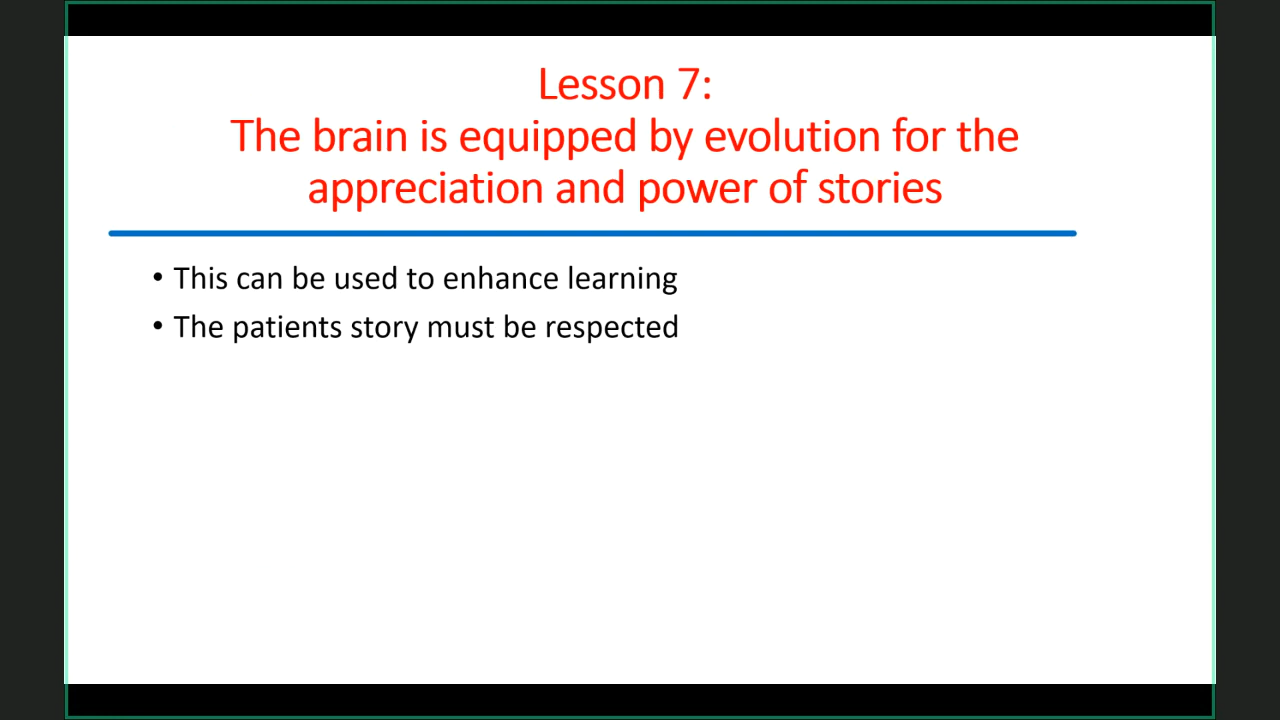 Lesson 7:
The brain is equipped by evolution for the
appreciation and power of stories
• This can be used to enhance learning
• The patients story must be respected